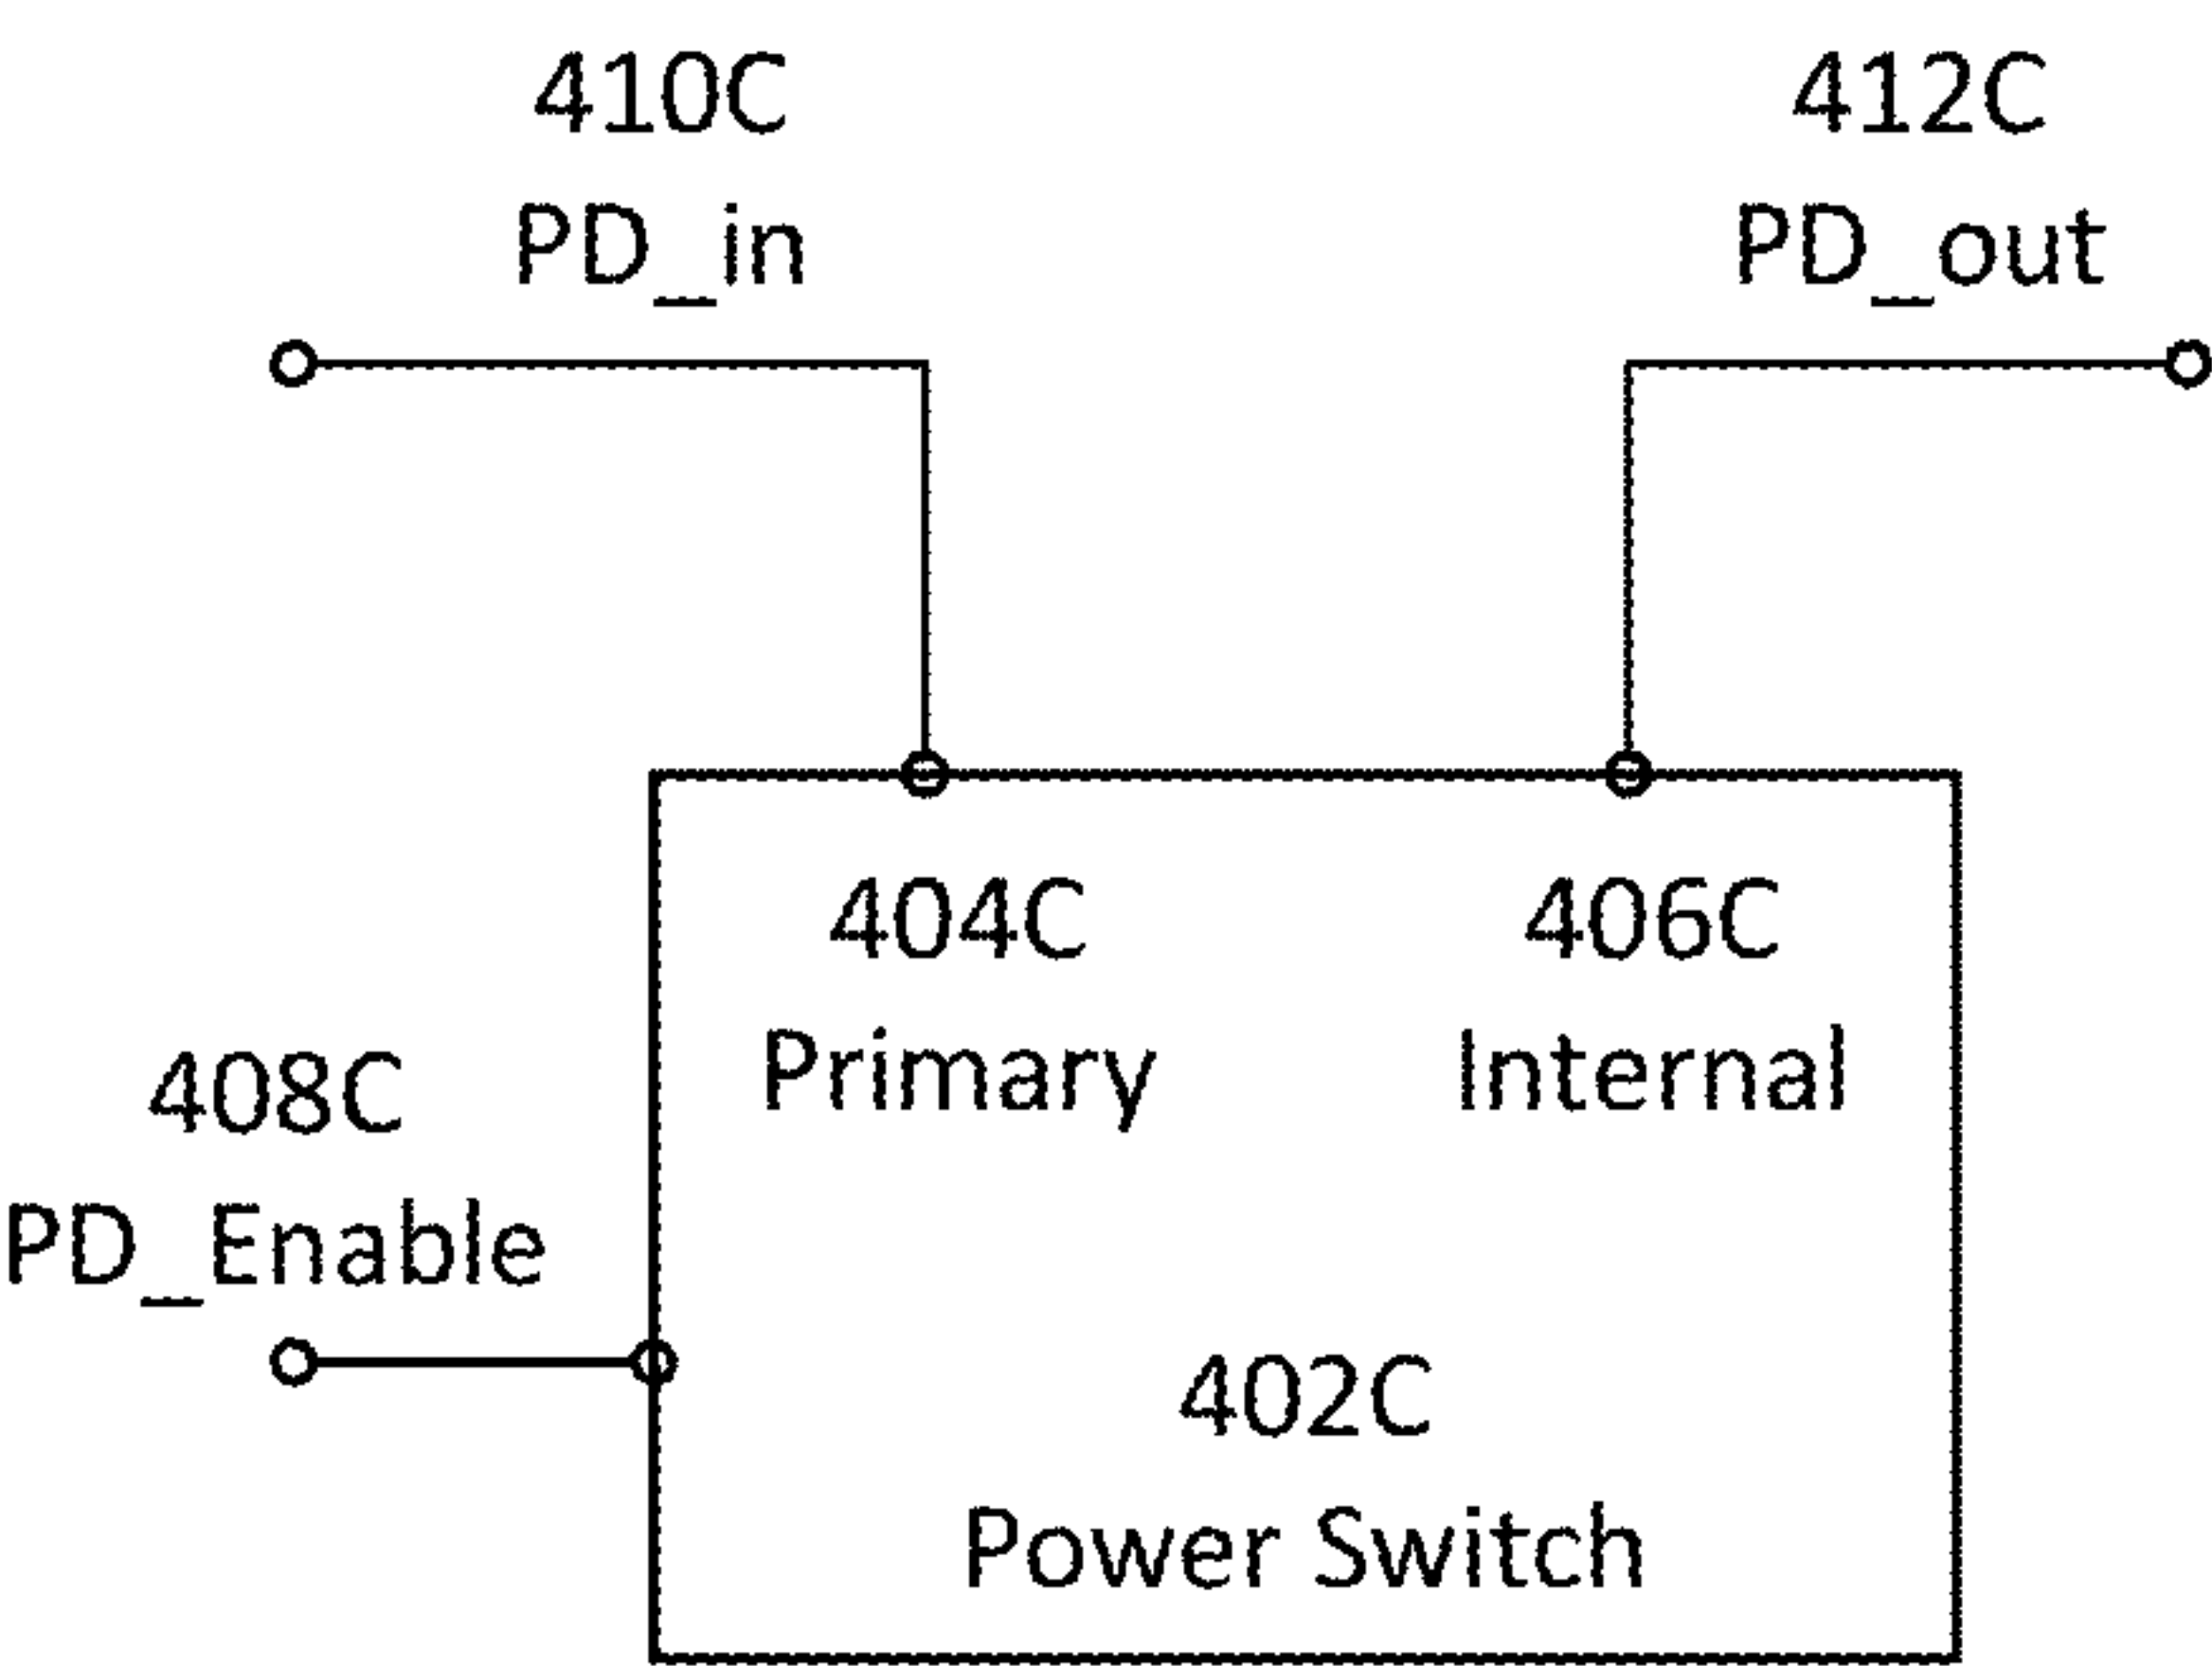 410C
PD_in
412C
PD_out
404C
Primary
406C
Internal
408C
PD_Enable
402C
Power Switch